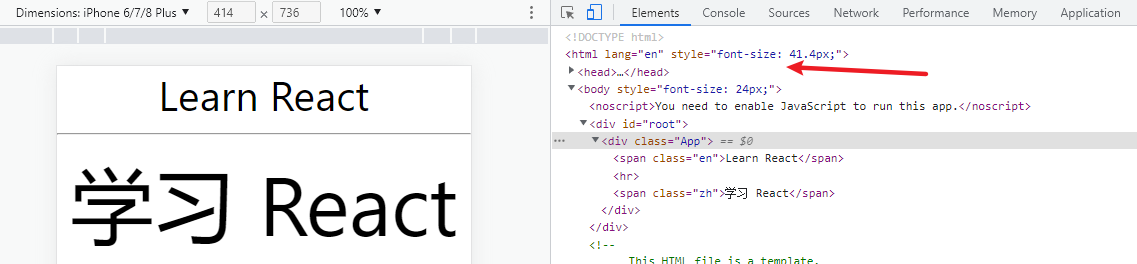 Dimensions: iPhone 6/7/8 Plus ▼ 414 × 736 100% ▼
Elements Console Sources Network Performance Memory Application
Learn React
学习 React
<!DOCTYPE html>
<html lang="en" style="font-size: 41.4px;">
<head>…</head>
<body style="font-size: 24px;">
<noscript>You need to enable JavaScript to run this app.</noscript>
<div id="root">
<div class="App"> == $0
<span class="en">Learn React</span>
<hr>
<span class="zh">学习 React</span>
</div>
</div>
<!--
This HTML file is a template.